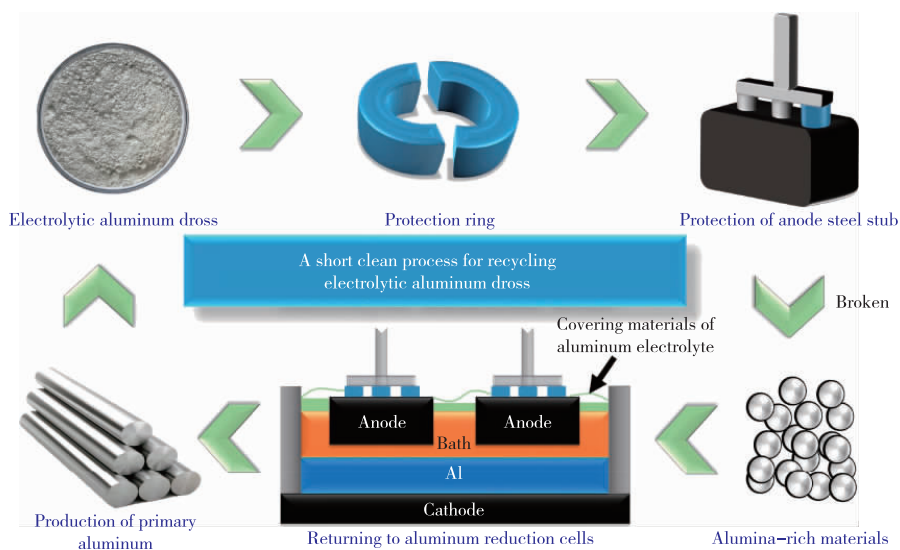 Electrolytic aluminum dross
Protection ring
Protection of anode steel stub
A short clean process for recycling
electrolytic aluminum dross
Broken
Covering materials of
aluminum electrolyte
Anode
Anode
Bath
Al
Cathode
Production of primary
aluminum
Returning to aluminum reduction cells
Alumina-rich materials